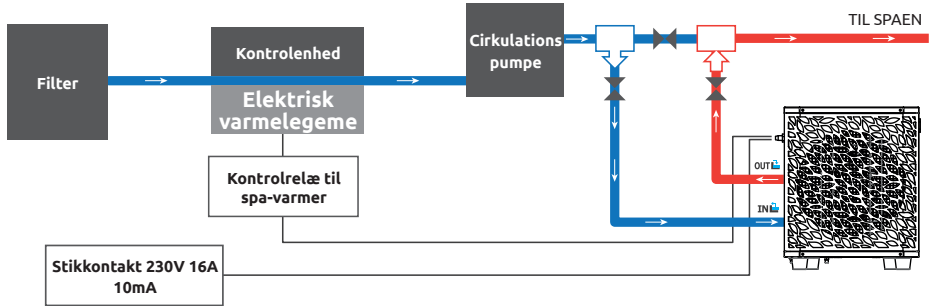 Filter
Kontrolenhed
Elektrisk
varmelegeme
Kontrolrelæ til
spa-varmer
Stikkontakt 230V 16A
10mA
Cirkulations
pumpe
TIL SPAEN
OUT
IN